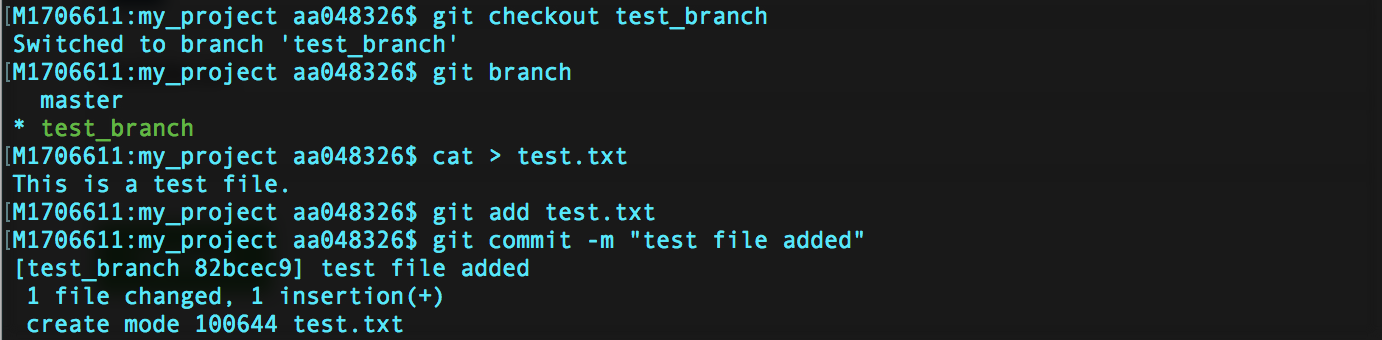 [M1706611:my_project aa048326$ git checkout test_branch
Switched to branch 'test_branch'
[M1706611:my_project aa048326$ git branch
  master
* test_branch
[M1706611:my_project aa048326$ cat > test.txt
This is a test file.
[M1706611:my_project aa048326$ git add test.txt
[M1706611:my_project aa048326$ git commit -m "test file added"
[test_branch 82bcec9] test file added
 1 file changed, 1 insertion(+)
 create mode 100644 test.txt